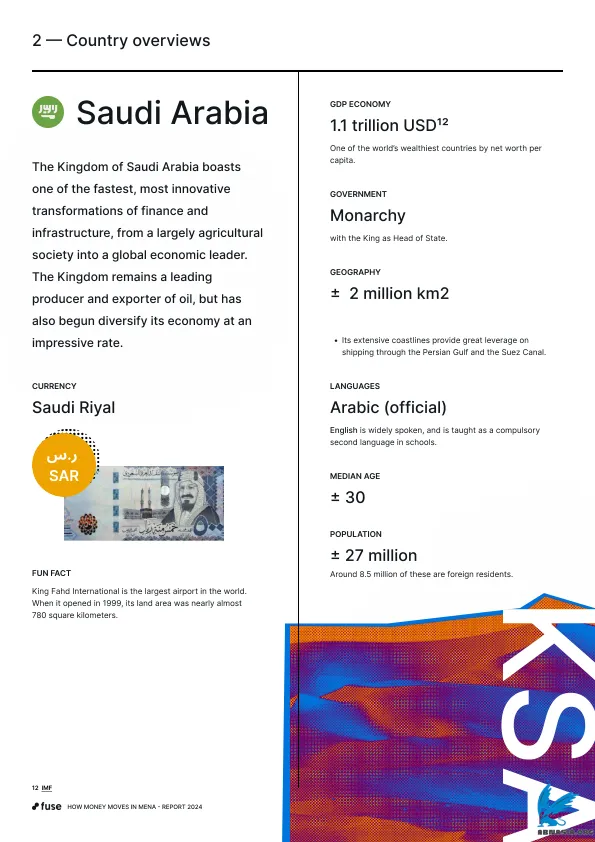 2 — Country overviews
Saudi Arabia
The Kingdom of Saudi Arabia boasts
one of the fastest, most innovative
transformations of finance and
infrastructure, from a largely agricultural
society into a global economic leader.
The Kingdom remains a leading
producer and exporter of oil, but has
also begun diversify its economy at an
impressive rate.
CURRENCY
Saudi Riyal
ر.س
SAR
FUN FACT
King Fahd International is the largest airport in the world.
When it opened in 1999, its land area was nearly almost
780 square kilometers.
GDP ECONOMY
1.1 trillion USD¹²
One of the world's wealthiest countries by net worth per
capita.
GOVERNMENT
Monarchy
with the King as Head of State.
GEOGRAPHY
± 2 million km2
• Its extensive coastlines provide great leverage on
shipping through the Persian Gulf and the Suez Canal.
LANGUAGES
Arabic (official)
English is widely spoken, and is taught as a compulsory
second language in schools.
MEDIAN AGE
± 30
POPULATION
± 27 million
Around 8.5 million of these are foreign residents.
KSA
12 IMF
fuse HOW MONEY MOVES IN MENA - REPORT 2024